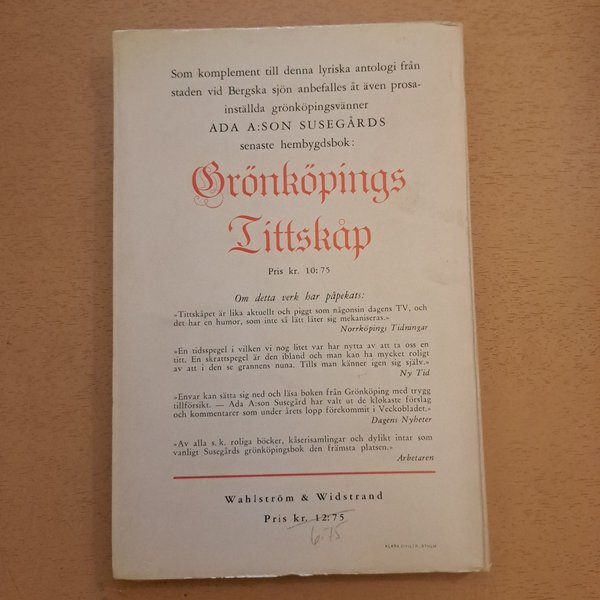 Som komplement till denna lyriska antologi från
staden vid Bergska sjön anbefalles åt även prosa-
inställda grönköpingsvänner
ADA A:SON SUSEGÅRDS
senaste hembygdsbok:
Grönköpings
Tittskåp
Pris kr. 10:75
Om detta verk har påpekats:
»Tittskåpet är lika aktuellt och piggt som någonsin dagens TV, och
det har en humor, som inte så lätt låter sig mekaniseras.»
Norrköpings Tidningar
»En tidsspegel i vilken vi nog litet var har nytta av att ta oss en
titt. En skrattspegel är den ibland och man kan ha mycket roligt
av att i den se grannens nuna. Tills man känner igen sig själv.»
Ny Tid
»Envar kan sätta sig ned och läsa boken från Grönköping med trygg
tillförsikt. — Ada A:son Susegård har valt ut de klokaste förslag
och kommentarer som under årets lopp förekommit i Veckobladet.»
Dagens Nyheter
»Av alla s. k. roliga böcker, kåserisamlingar och dylikt intar som
vanligt Susegårds grönköpingsbok den främsta platsen.»
Arbetaren
Wahlström & Widstrand
Pris kr. 12:75
6.75